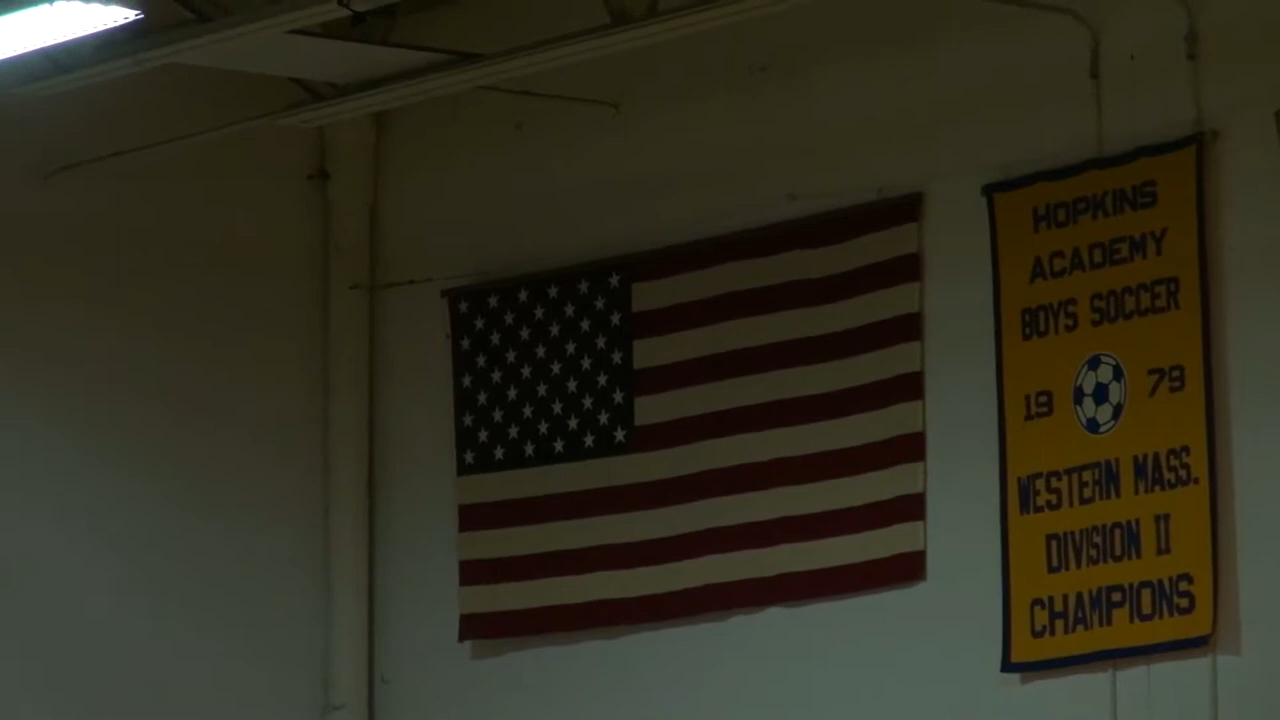 HOPKINS
ACADEMY
BOYS SOCCER
19 79
WESTERN MASS.
DIVISION II
CHAMPIONS